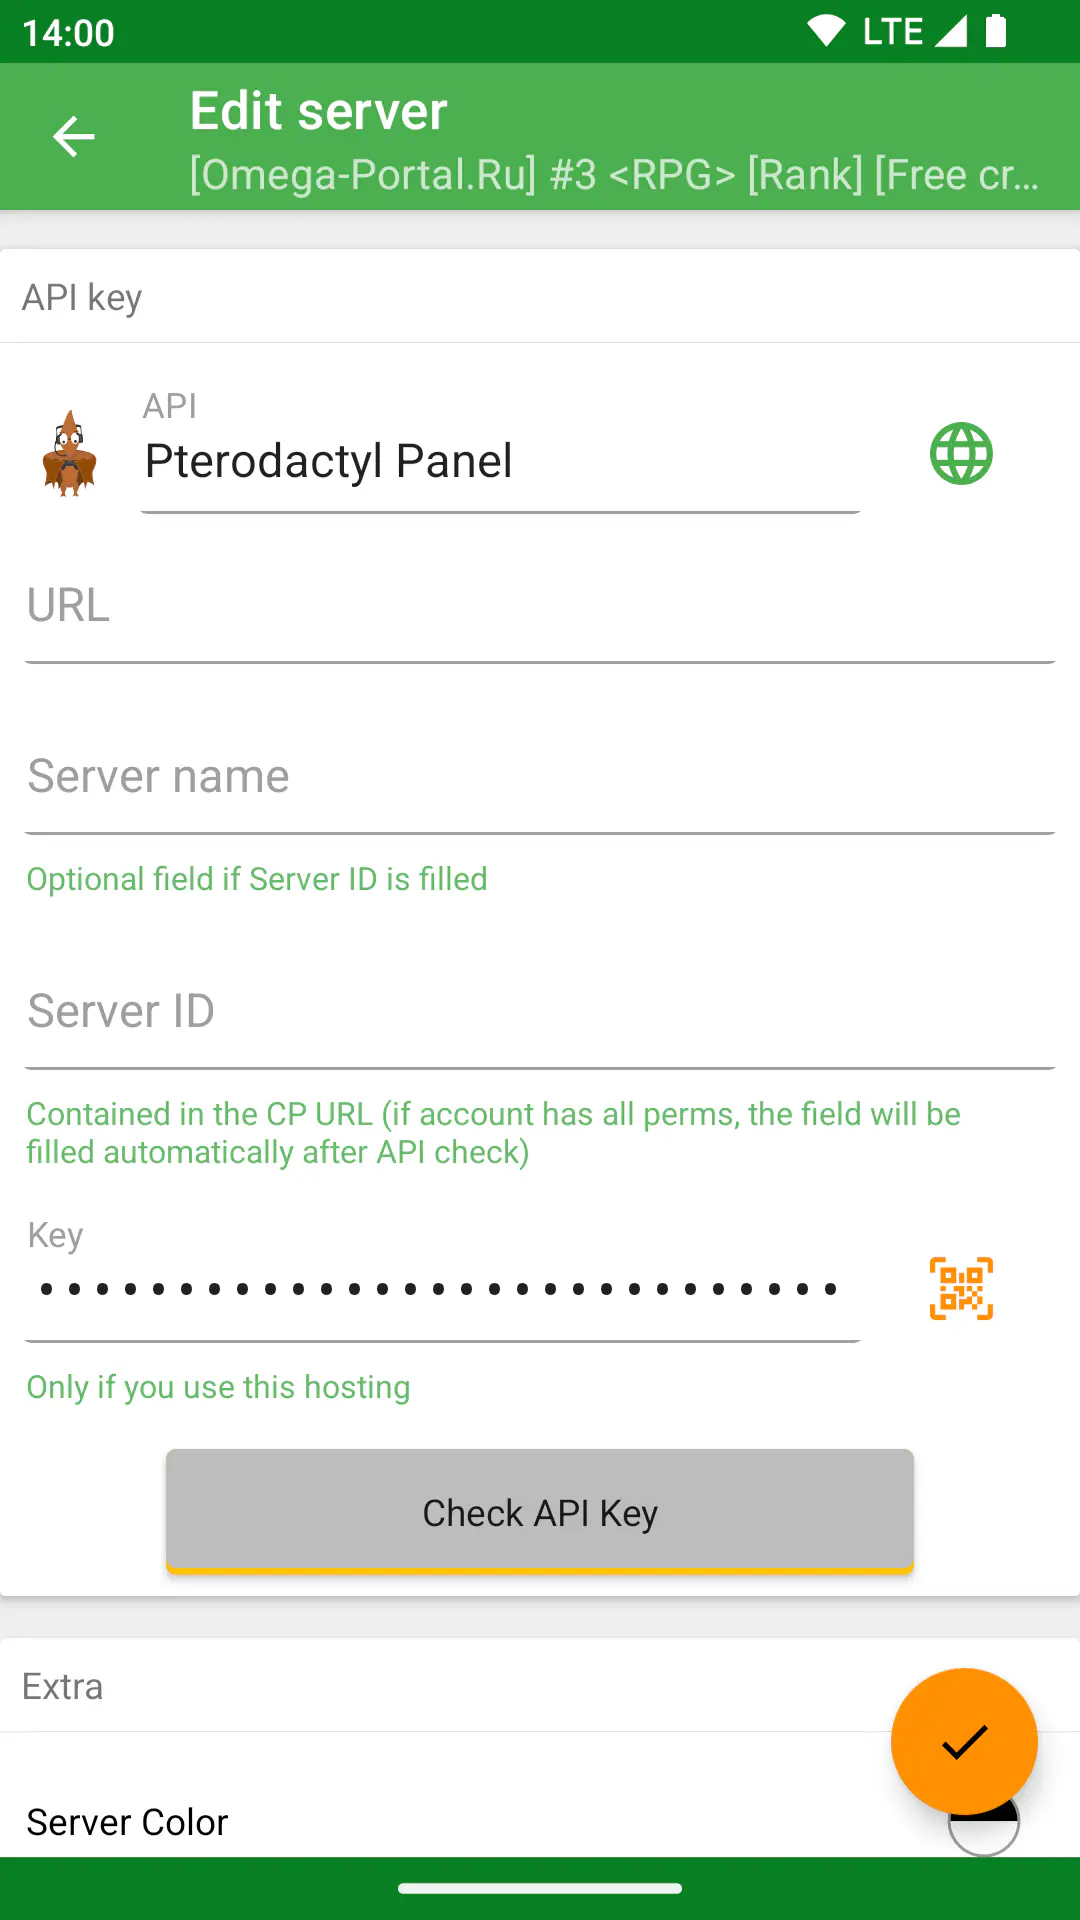 14:00
LTE
Edit server
[Omega-Portal.Ru] #3 <RPG> [Rank] [Free cr...
API key
API
Pterodactyl Panel
URL
Server name
Optional field if Server ID is filled
Server ID
Contained in the CP URL (if account has all perms, the field will be
filled automatically after API check)
Key
•••••••••••••••••••••••••••••
Only if you use this hosting
Check API Key
Extra
Server Color